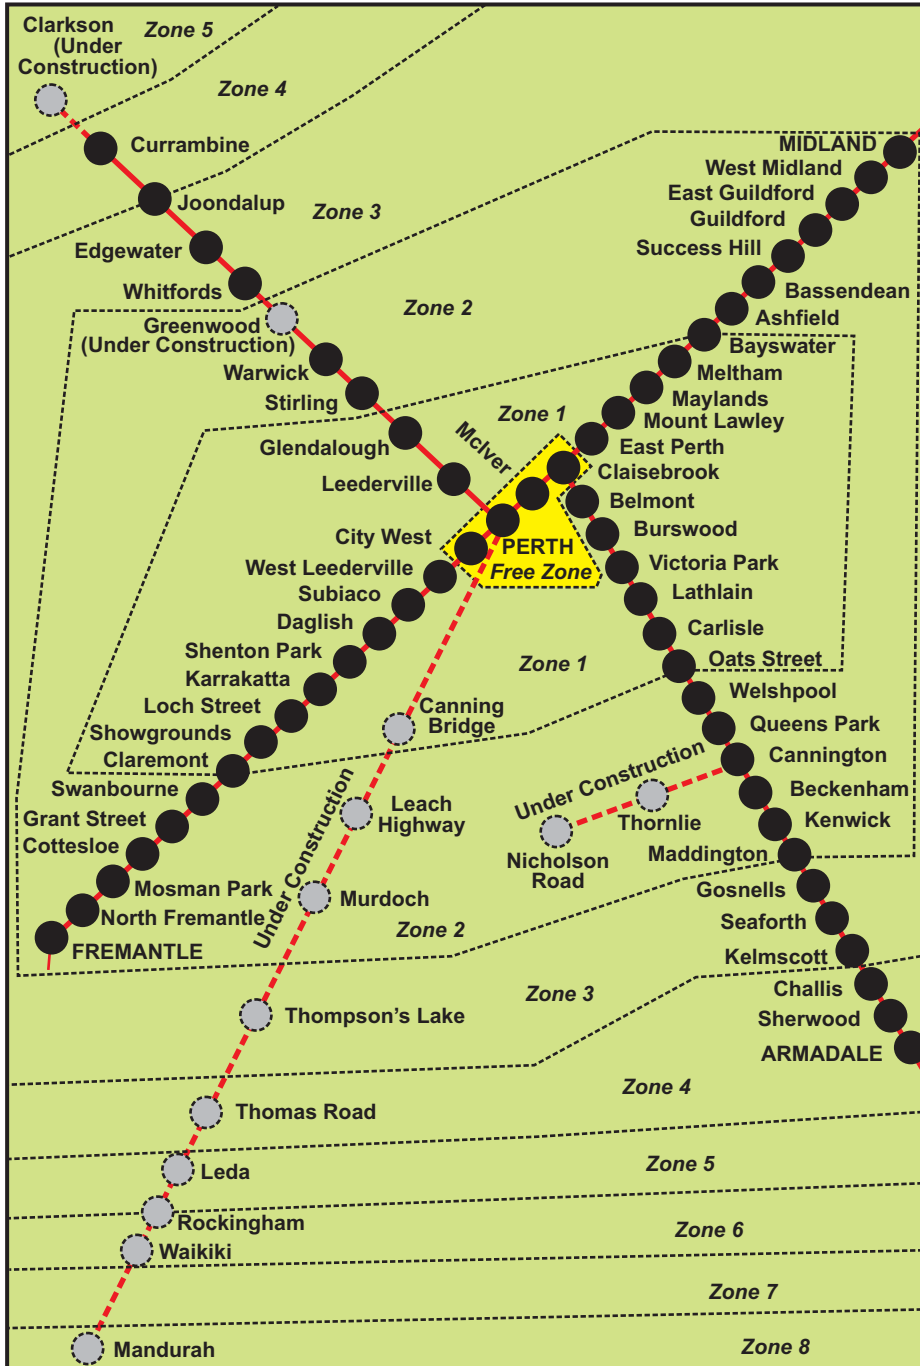 Clarkson
(Under
Construction)
Zone 5
Zone 4
Currambine
MIDLAND
West Midland
East Guildford
Guildford
Success Hill
Joondalup
Zone 3
Edgewater
Whitfords
Bassendean
Zone 2
Ashfield
Greenwood
(Under Construction)
Bayswater
Warwick
Meltham
Stirling
Maylands
Zone 1
Mount Lawley
McIver
Glendalough
East Perth
Claisebrook
Leederville
Belmont
City West
Burswood
PERTH
Free Zone
West Leederville
Victoria Park
Subiaco
Lathlain
Daglish
Carlisle
Zone 1
Shenton Park
Oats Street
Karrakatta
Welshpool
Loch Street
Canning
Bridge
Queens Park
Showgrounds
Claremont
Cannington
Under Construction
Swanbourne
Beckenham
Grant Street
Leach
Highway
Thornlie
Kenwick
Cottesloe
Nicholson
Road
Maddington
Under Construction
Mosman Park
Murdoch
Gosnells
North Fremantle
Zone 2
Seaforth
FREMANTLE
Kelmscott
Zone 3
Challis
Thompson's Lake
Sherwood
ARMADALE
Zone 4
Thomas Road
Leda
Zone 5
Rockingham
Zone 6
Waikiki
Zone 7
Mandurah
Zone 8